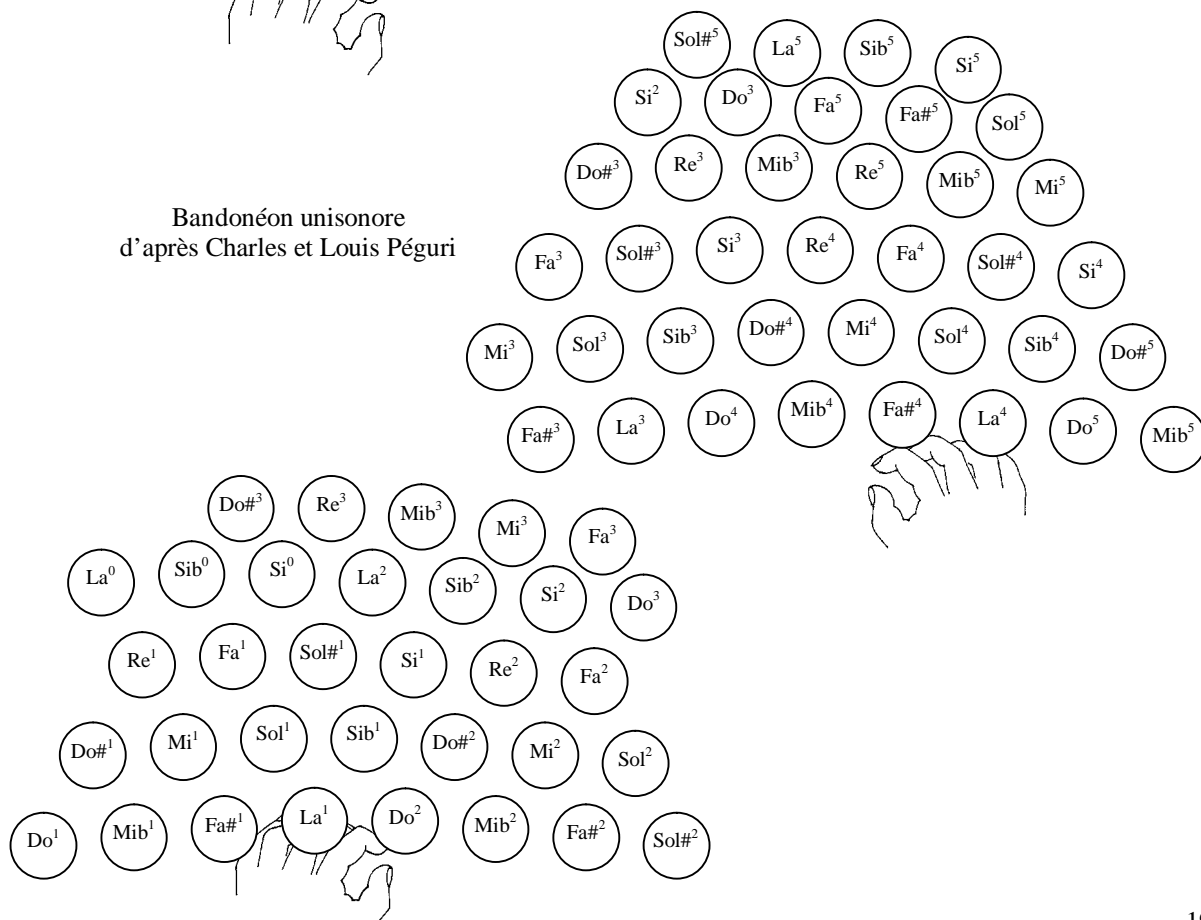 Sol#⁵ La⁵ Sib⁵ Si⁵
Si² Do³ Fa⁵ Fa#⁵ Sol⁵
Do#³ Re³ Mib³ Re⁵ Mib⁵ Mi⁵
Bandonéon unisonore
d'après Charles et Louis Péguri
Fa³ Sol#³ Si³ Re⁴ Fa⁴ Sol#⁴ Si⁴
Mi³ Sol³ Sib³ Do#⁴ Mi⁴ Sol⁴ Sib⁴ Do#⁵
Fa#³ La³ Do⁴ Mib⁴ Fa#⁴ La⁴ Do⁵ Mib⁵
Do#³ Re³ Mib³ Mi³ Fa³
La⁰ Sib⁰ Si⁰ La² Sib² Si² Do³
Re¹ Fa¹ Sol#¹ Si¹ Re² Fa²
Do#¹ Mi¹ Sol¹ Sib¹ Do#² Mi² Sol²
Do¹ Mib¹ Fa#¹ La¹ Do² Mib² Fa#² Sol#²